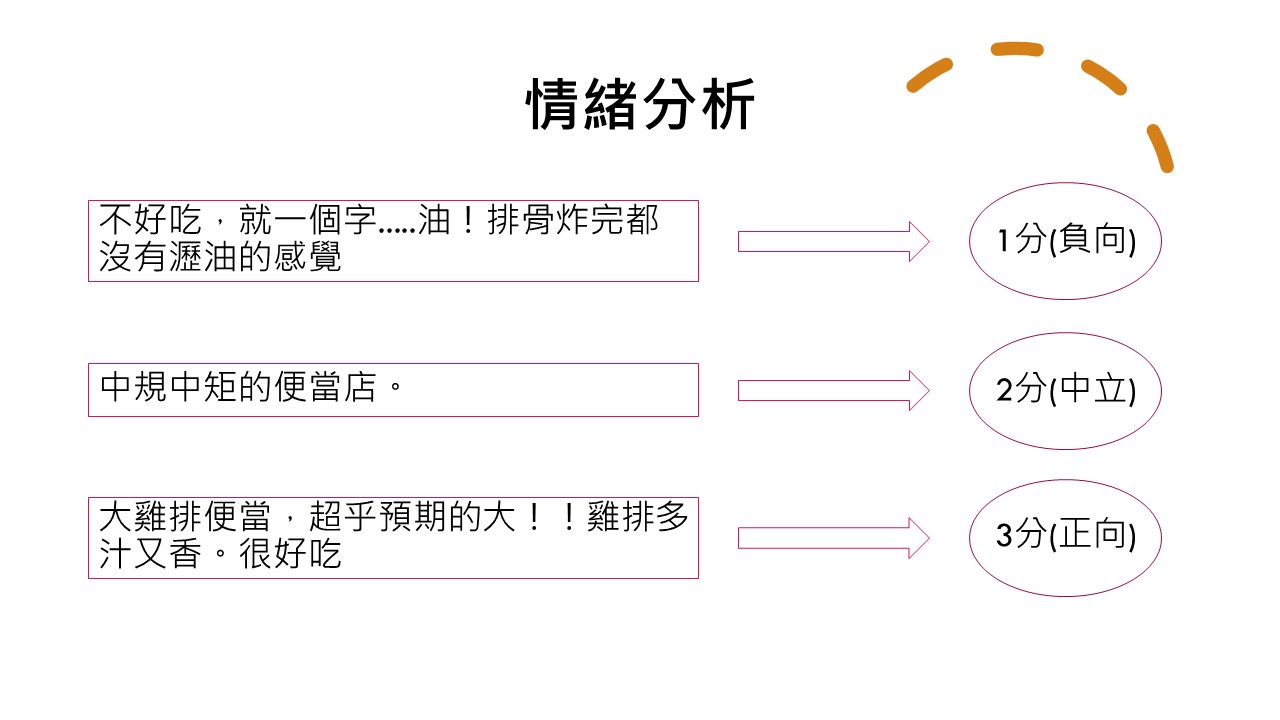 情緒分析
不好吃，就一個字.....油！排骨炸完都
沒有瀝油的感覺
1分(負向)
中規中矩的便當店。
2分(中立)
大雞排便當，超乎預期的大！！雞排多
汁又香。很好吃
3分(正向)